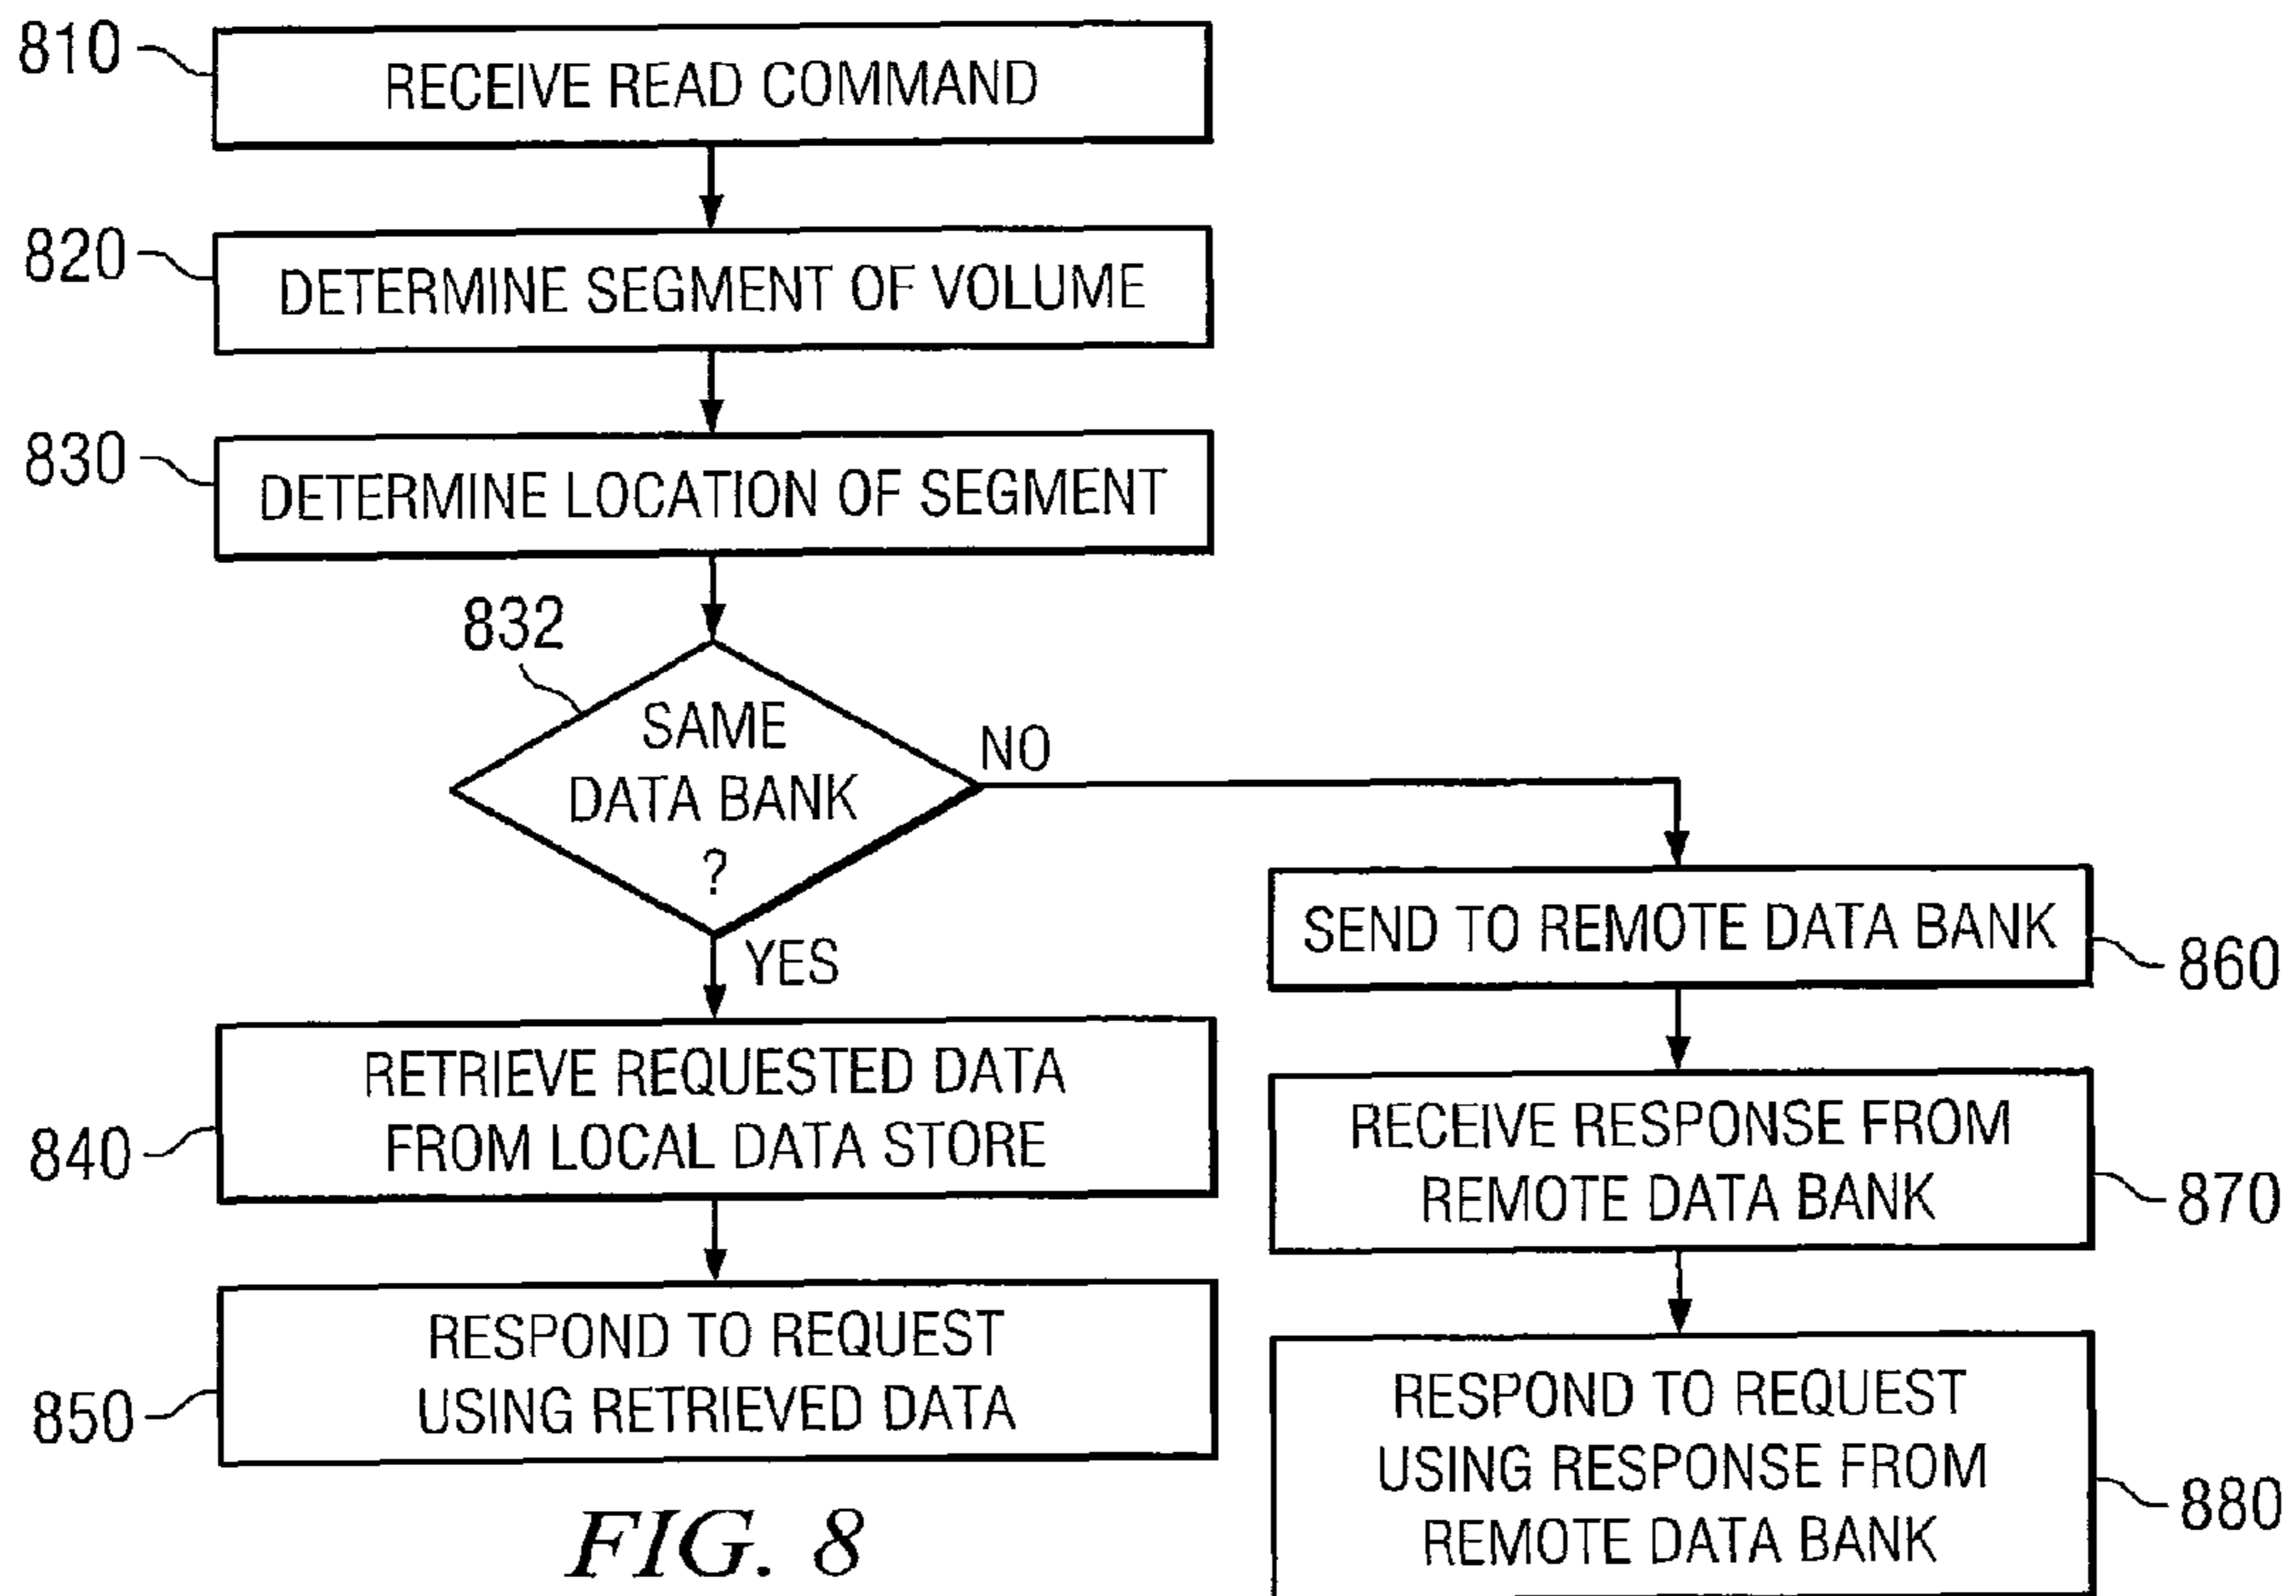 810
RECEIVE READ COMMAND
820
DETERMINE SEGMENT OF VOLUME
830
DETERMINE LOCATION OF SEGMENT
832
SAME
DATA BANK
?
NO
YES
840
RETRIEVE REQUESTED DATA
FROM LOCAL DATA STORE
850
RESPOND TO REQUEST
USING RETRIEVED DATA
SEND TO REMOTE DATA BANK
860
RECEIVE RESPONSE FROM
REMOTE DATA BANK
870
RESPOND TO REQUEST
USING RESPONSE FROM
REMOTE DATA BANK
880
FIG. 8